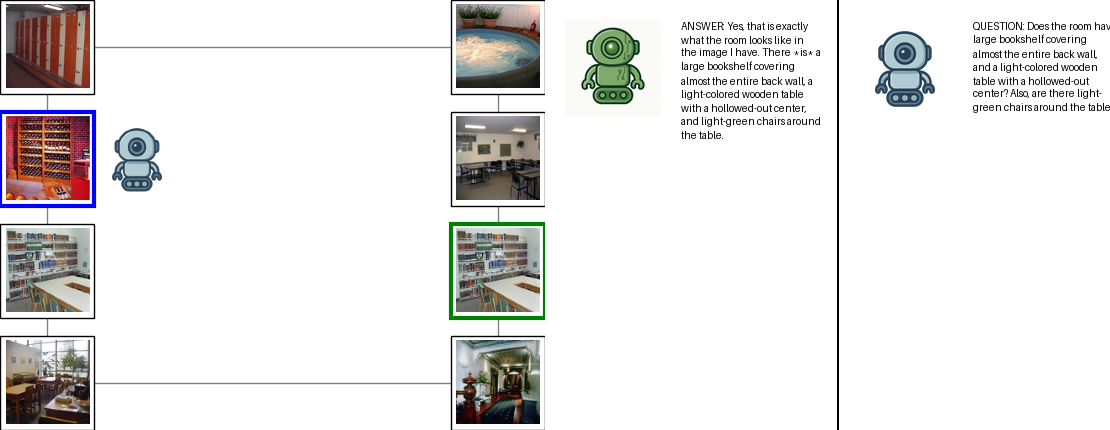 ANSWER: Yes, that is exactly
what the room looks like in
the image I have. There *is* a
large bookshelf covering
almost the entire back wall, a
light-colored wooden table
with a hollowed-out center,
and light-green chairs around
the table.
QUESTION: Does the room hav
large bookshelf covering
almost the entire back wall,
and a light-colored wooden
table with a hollowed-out
center? Also, are there light-
green chairs around the table